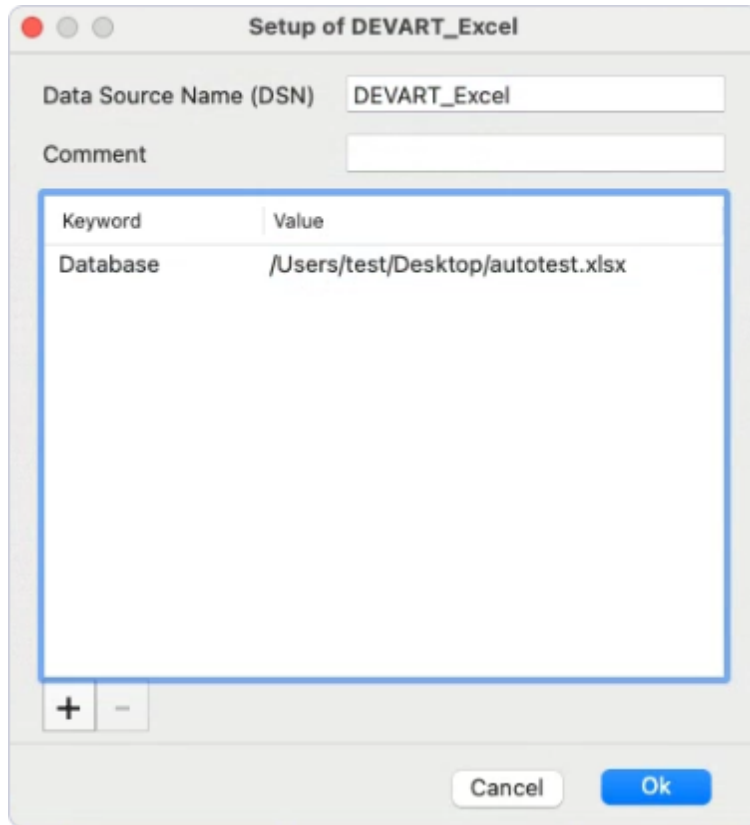 Setup of DEVART_Excel
Data Source Name (DSN) DEVART_Excel
Comment
Keyword Value
Database /Users/test/Desktop/autotest.xlsx
+ -
Cancel Ok